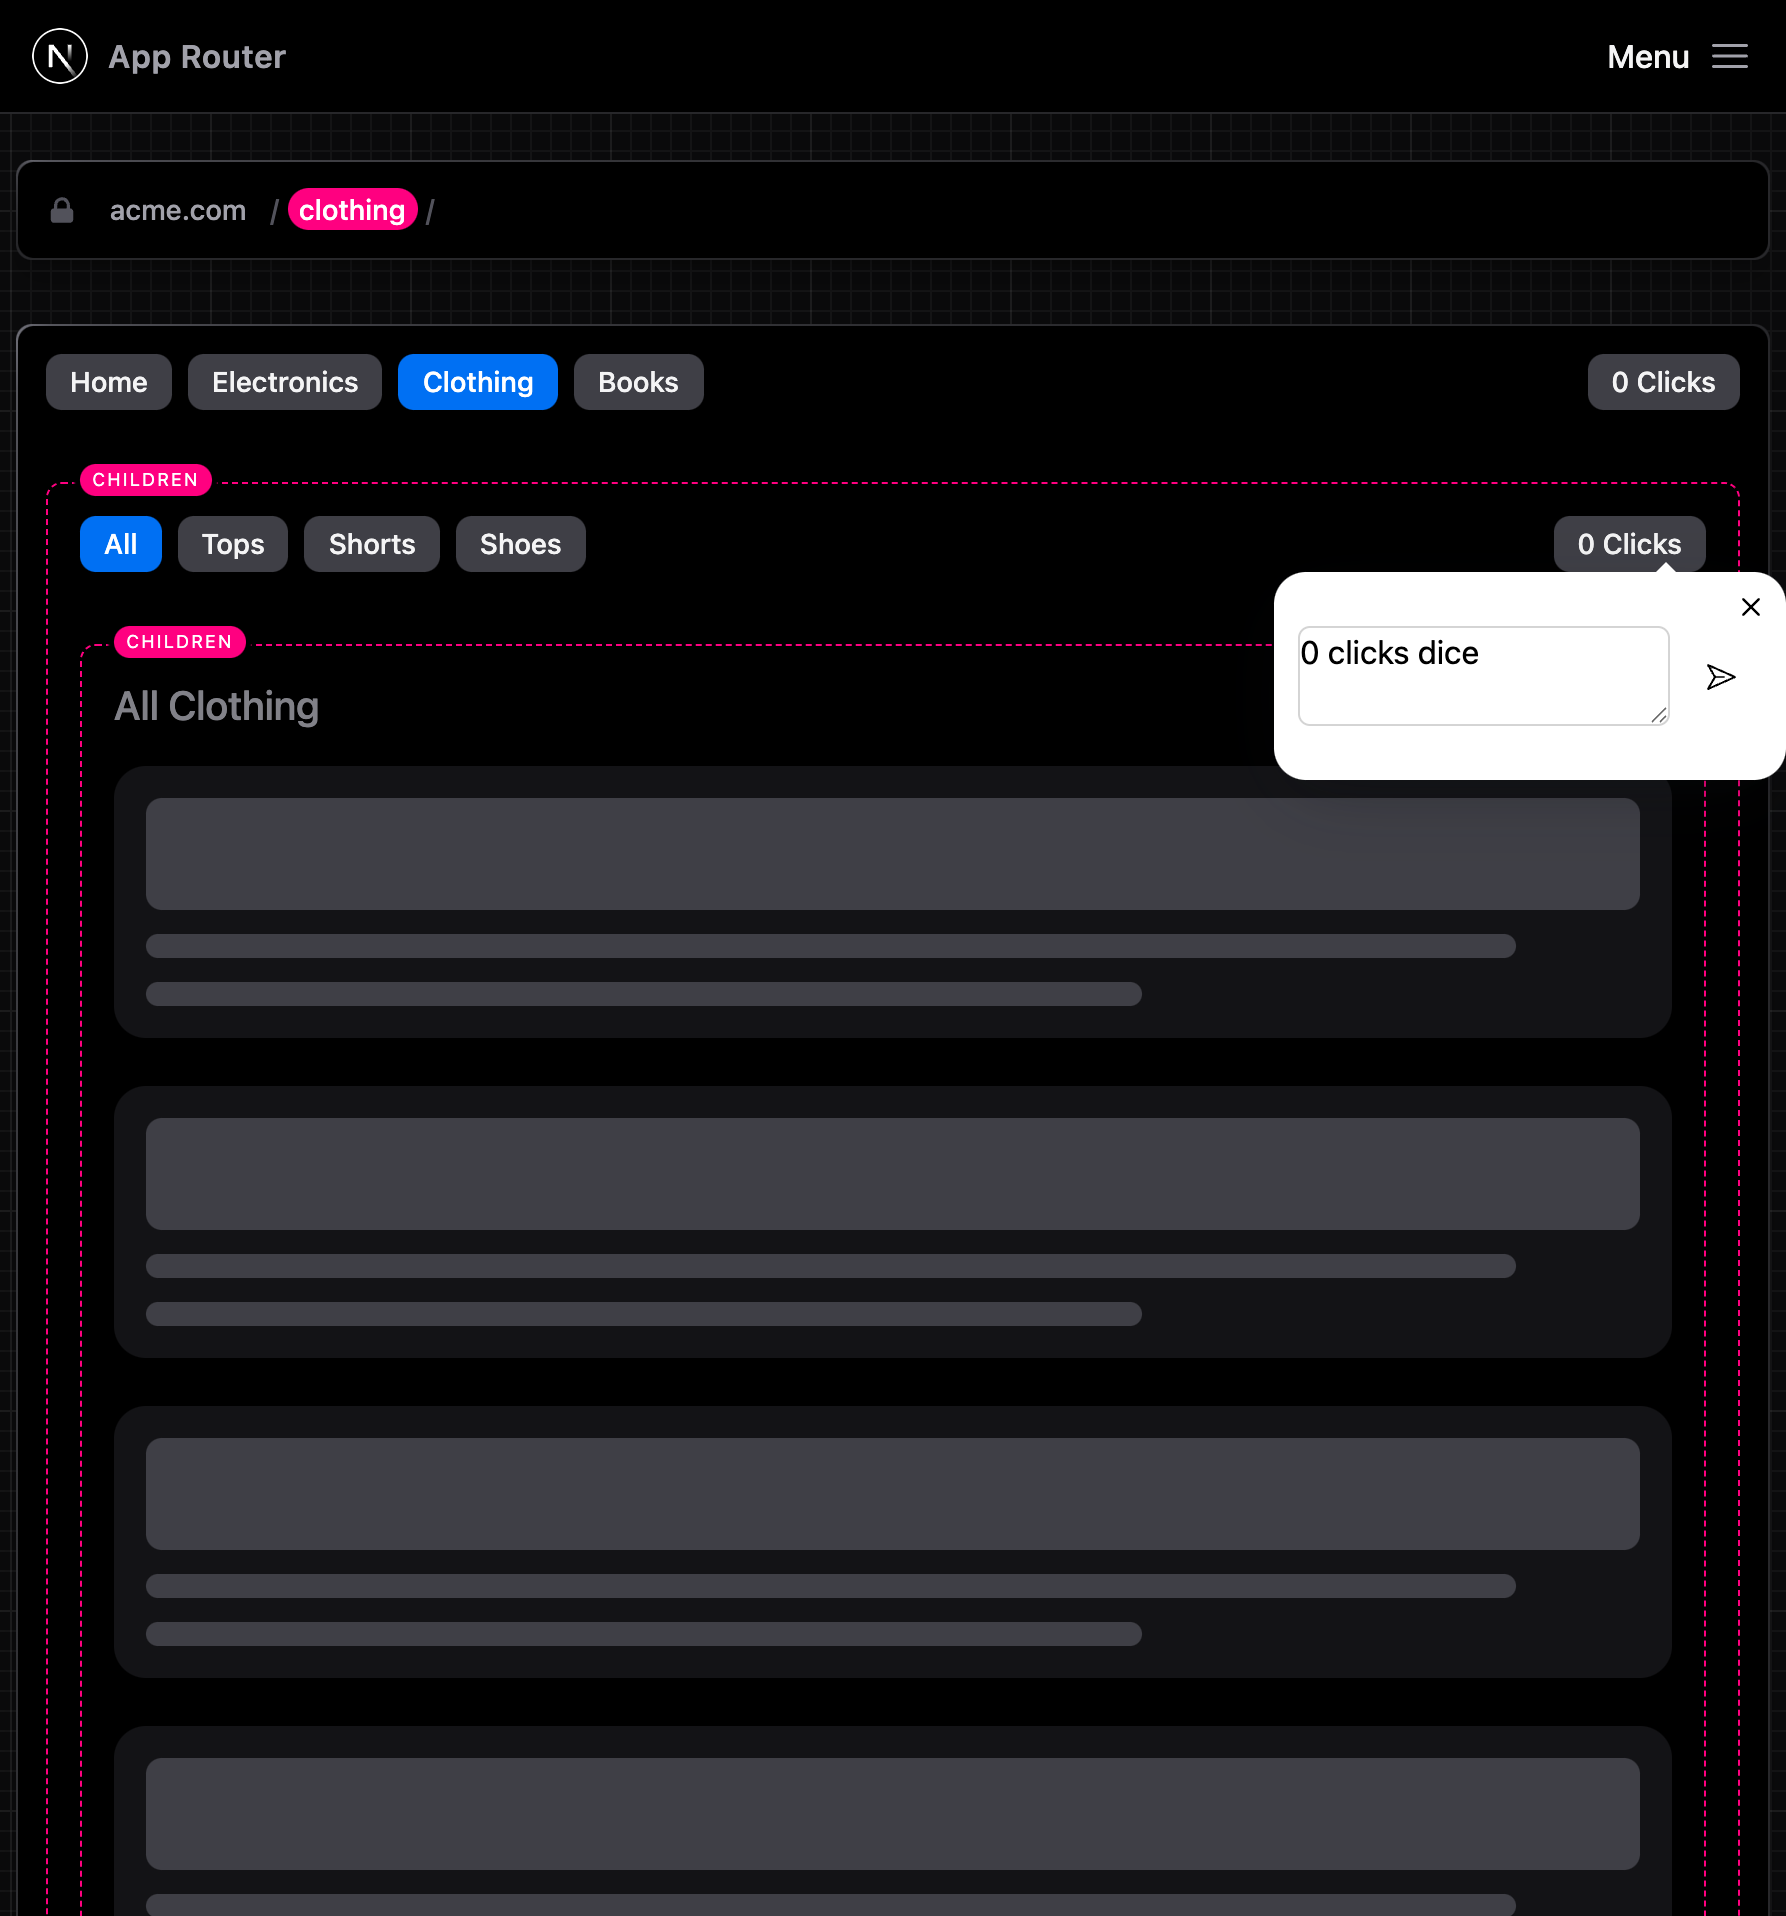 App Router
Menu
acme.com / clothing /
Home Electronics Clothing Books 0 Clicks
CHILDREN
All Tops Shorts Shoes 0 Clicks
CHILDREN
0 clicks dice
All Clothing